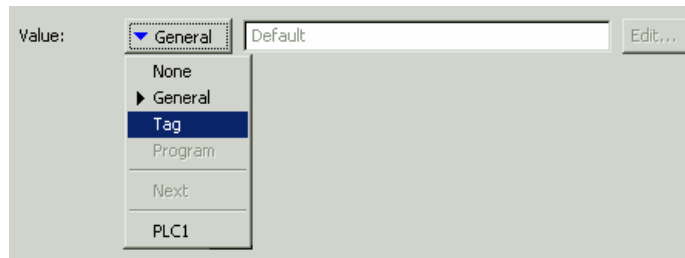 Value: General Default Edit...
None
General
Tag
Program
Next
PLC1